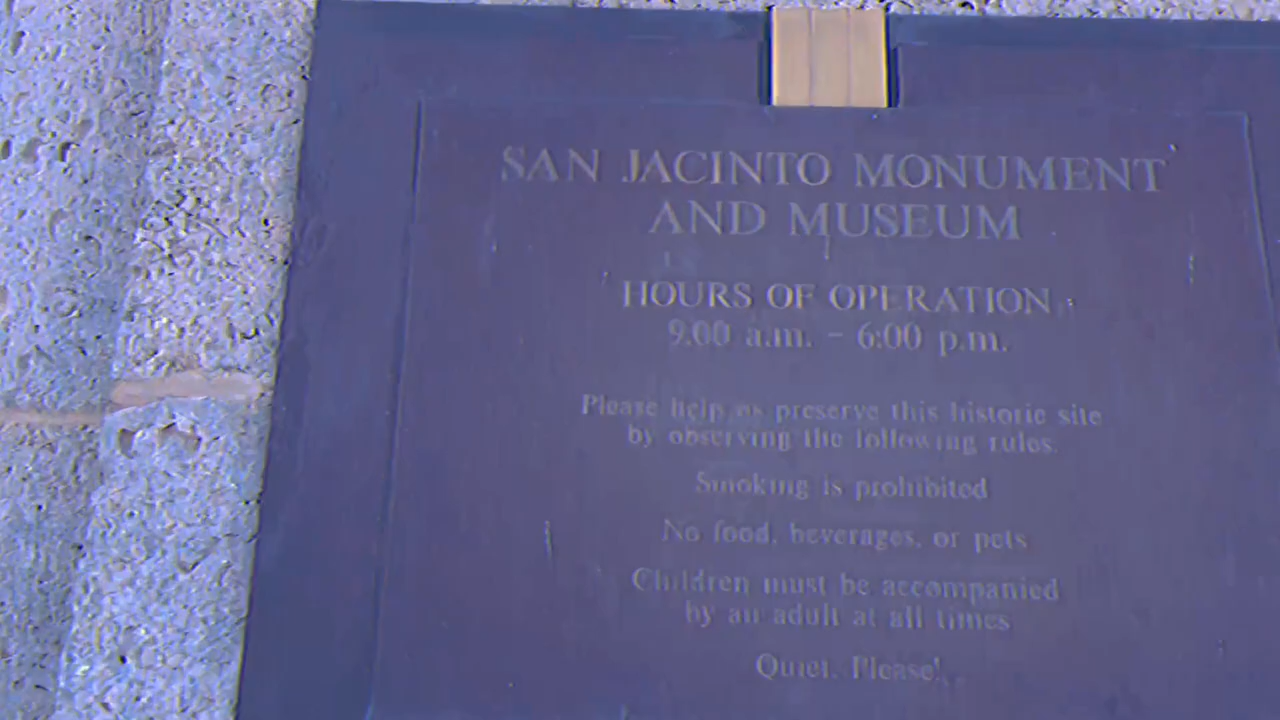 SAN JACINTO MONUMENT
AND MUSEUM
HOURS OF OPERATION
9:00 a.m. - 6:00 p.m.
Please help us preserve this historic site
by observing the following rules.
Smoking is prohibited
No food, beverages, or pets
Children must be accompanied
by an adult at all times
Quiet, Please!